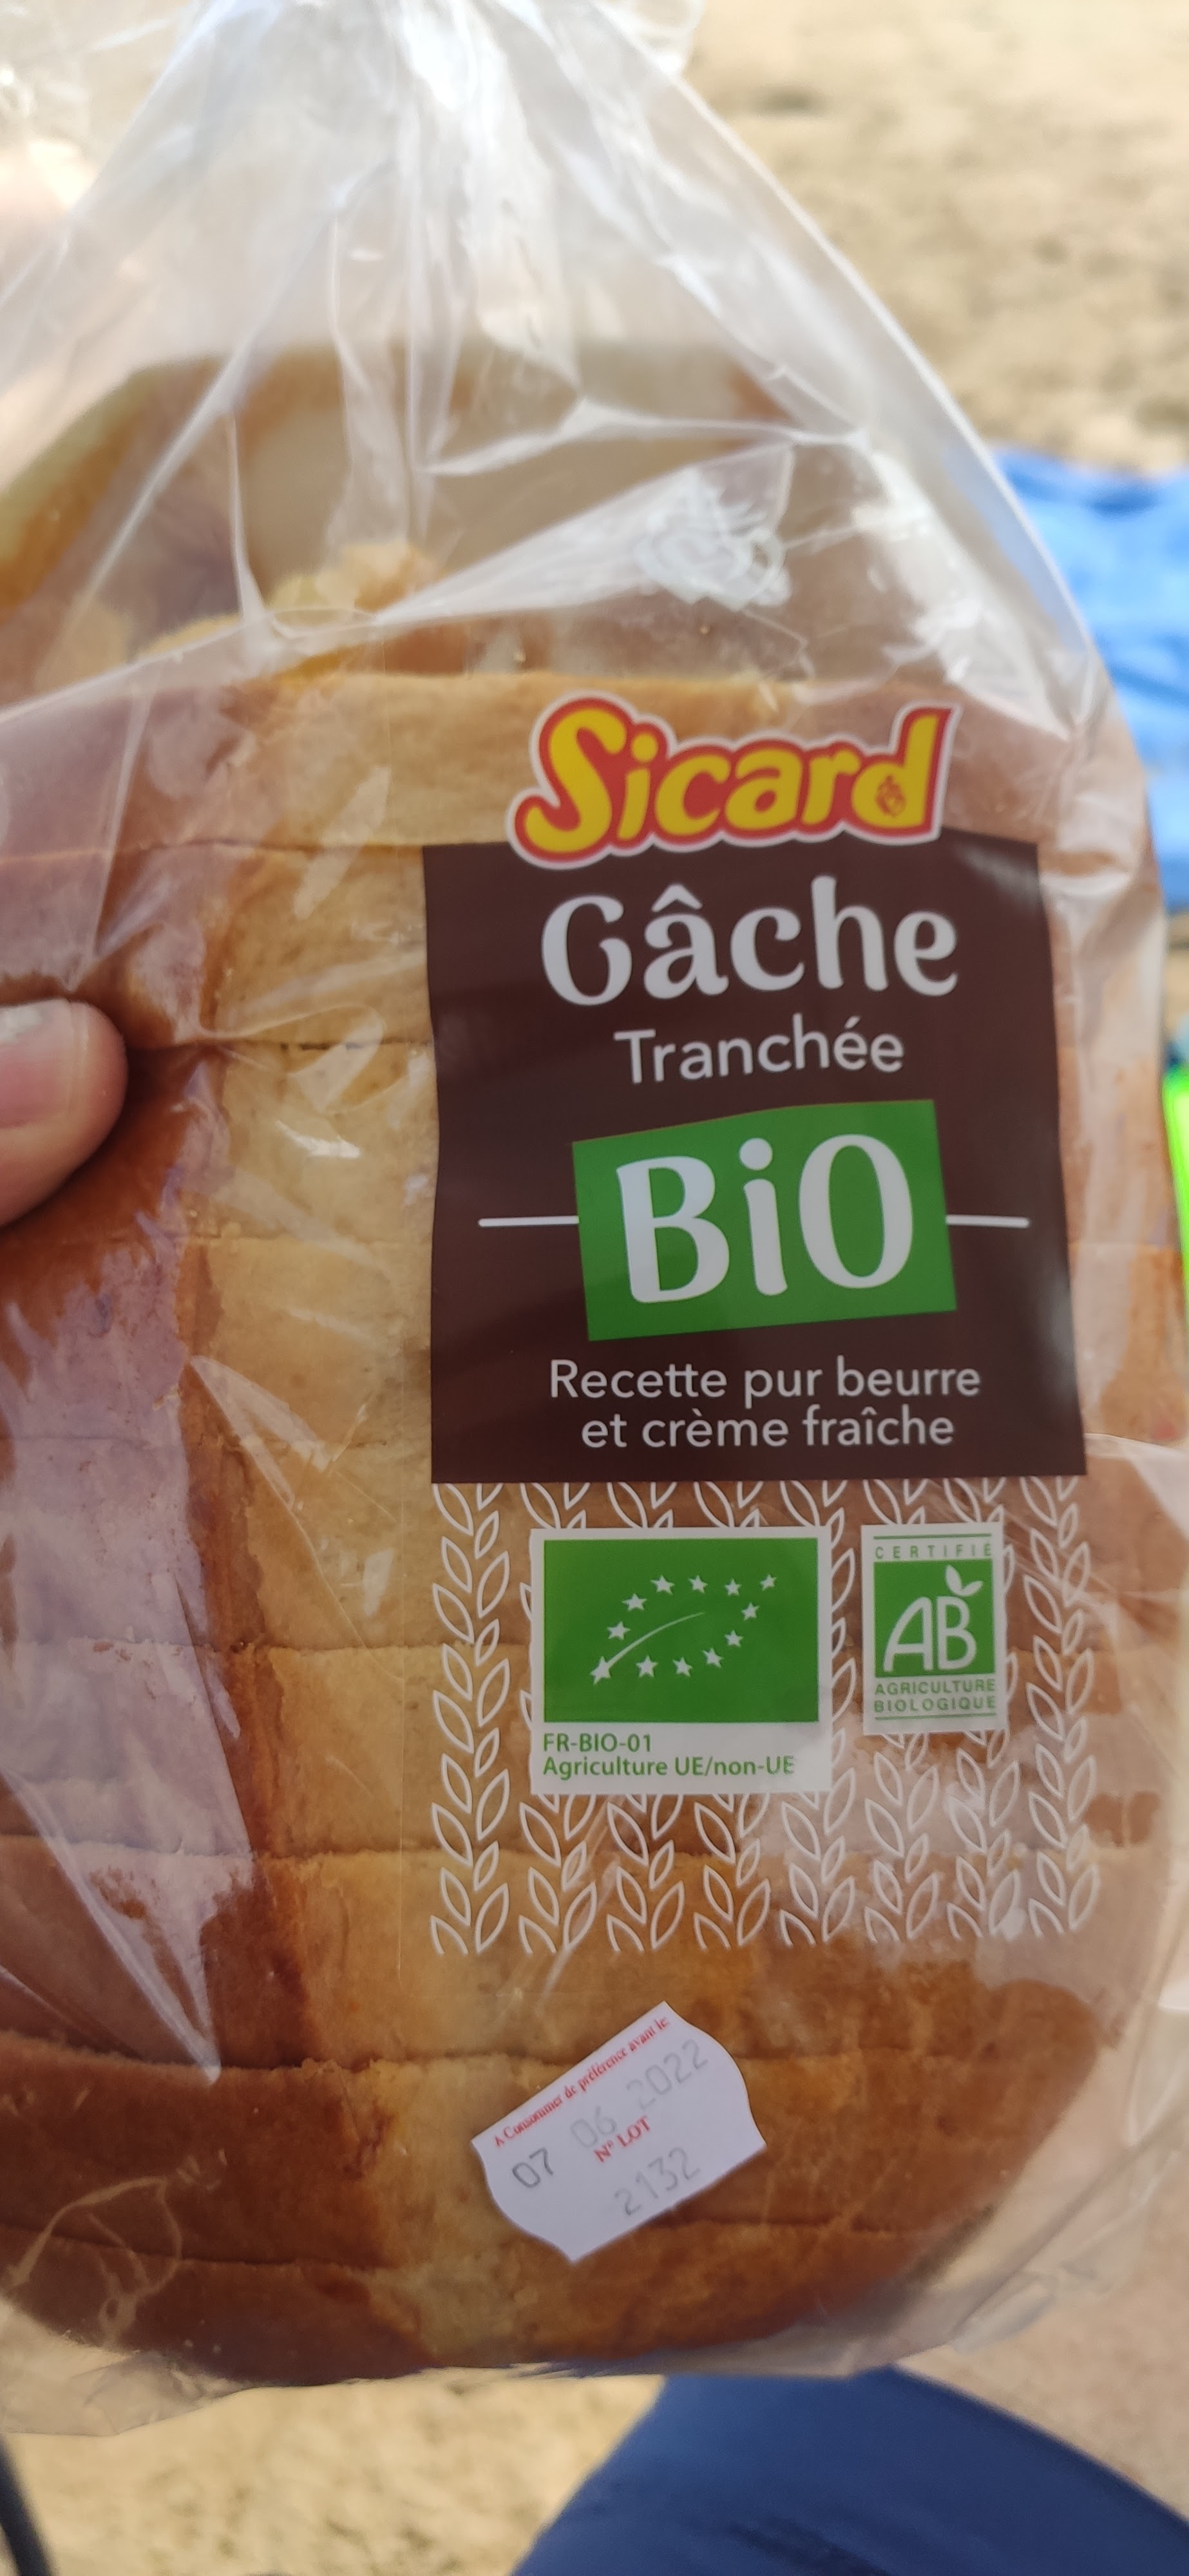 Sicard
Gâche
Tranchée
BiO
Recette pur beurre
et crème fraîche
CERTIFIÉ
AB
AGRICULTURE
BIOLOGIQUE
FR-BIO-01
Agriculture UE/non-UE
A Consommer de préférence avant le:
07 06 2022
N° LOT
2132